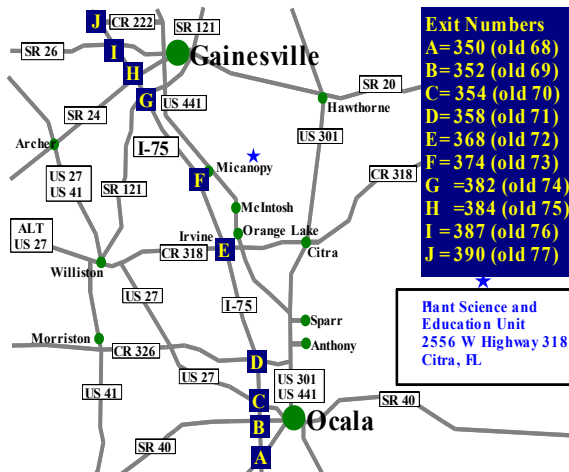 J
CR 222
SR 121
SR 26
I
Gainesville
H
G
US 441
SR 20
Hawthorne
SR 24
US 301
Archer
I-75
US 27
US 41
SR 121
F
Micanopy
CR 318
McIntosh
ALT
US 27
Irvine
Orange Lake
CR 318
E
Citra
Williston
US 27
I-75
Sparr
Morriston
Anthony
CR 326
D
US 41
US 27
US 301
US 441
C
B
Ocala
SR 40
SR 40
A
Exit Numbers
A=350 (old 68)
B=352 (old 69)
C=354 (old 70)
D=358 (old 71)
E=368 (old 72)
F=374 (old 73)
G =382 (old 74)
H =384 (old 75)
I =387 (old 76)
J =390 (old 77)
Plant Science and
Education Unit
2556 W Highway 318
Citra, FL